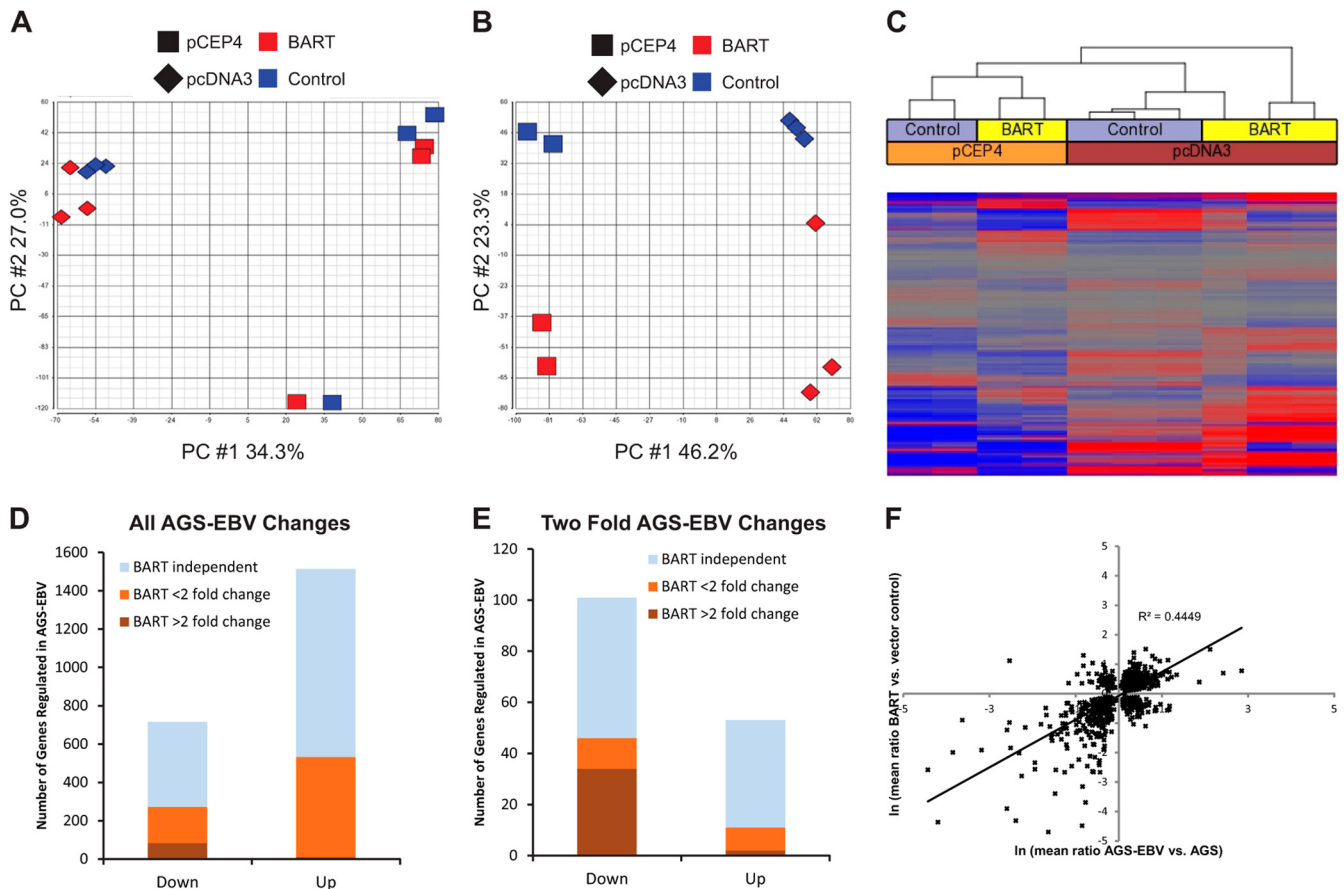 A
pCEP4 BART
pcDNA3 Control
60
42
24
6
-11
-30
-47
-65
-83
-101
-120
-70 -54 -38 -22 -5 9 24 35 65 76 80
PC #2 27.0%
PC #1 34.3%
B
pCEP4 BART
pcDNA3 Control
60
46
32
18
4
-10
-23
-37
-51
-65
-80
-100 -81 -64 -45 -27 -10 9 26 44 62 80
PC #2 23.3%
PC #1 46.2%
C
Control BART Control BART
pCEP4 pcDNA3
D
All AGS-EBV Changes
Number of Genes Regulated in AGS-EBV
1600
1400
1200
1000
800
600
400
200
0
BART independent
BART <2 fold change
BART >2 fold change
Down Up
E
Two Fold AGS-EBV Changes
Number of Genes Regulated in AGS-EBV
120
100
80
60
40
20
0
BART independent
BART <2 fold change
BART >2 fold change
Down Up
F
ln (mean ratio BART vs. vector control)
5
4
3
2
1
R² = 0.4449
-5 -3 1 3 5
-2
-3
-4
-5
ln (mean ratio AGS-EBV vs. AGS)